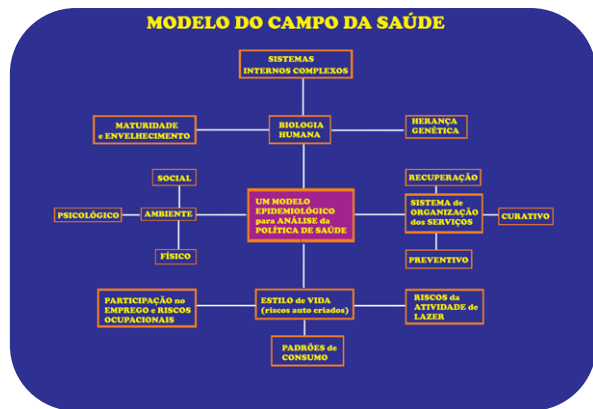 MODELO DO CAMPO DA SAÚDE
SISTEMAS
INTERNOS COMPLEXOS
MATURIDADE
e ENVELHECIMENTO
BIOLOGIA
HUMANA
HERANÇA
GENÉTICA
SOCIAL
PSICOLÓGICO
AMBIENTE
FÍSICO
UM MODELO
EPIDEMIOLÓGICO
para ANÁLISE da
POLÍTICA DE SAÚDE
RECUPERAÇÃO
SISTEMA de
ORGANIZAÇÃO
dos SERVIÇOS
CURATIVO
PREVENTIVO
PARTICIPAÇÃO no
EMPREGO e RISCOS
OCUPACIONAIS
ESTILO de VIDA
(riscos auto criados)
RISCOS da
ATIVIDADE de
LAZER
PADRÕES de
CONSUMO